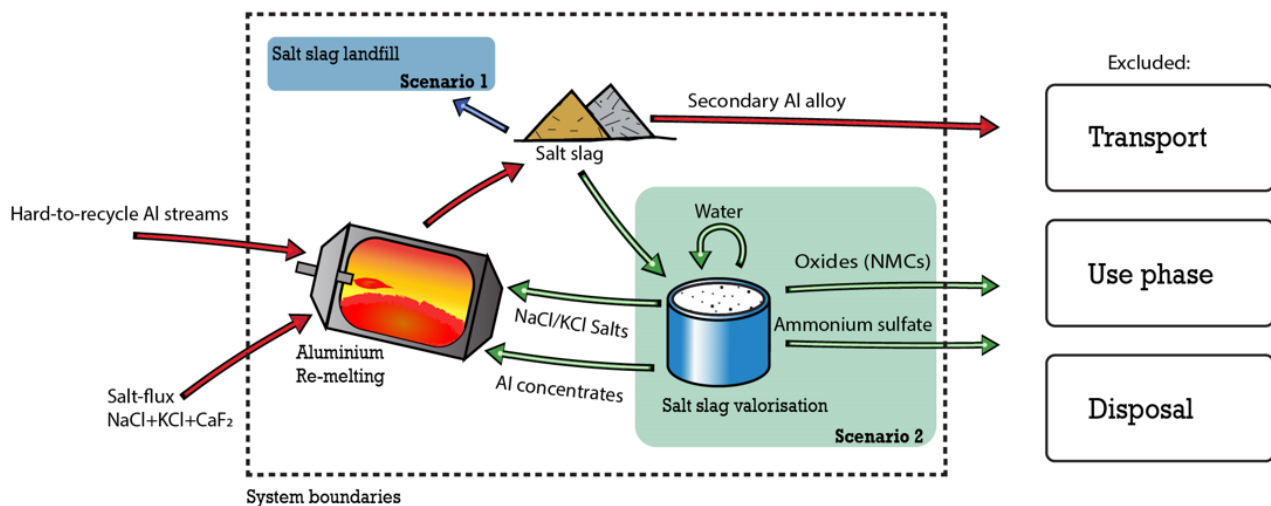 Salt slag landfill
Scenario 1
Excluded:
Secondary Al alloy
Transport
Salt slag
Hard-to-recycle Al streams
Water
Oxides (NMCs)
Use phase
NaCl/KCl Salts
Ammonium sulfate
Aluminium
Re-melting
Al concentrates
Salt-flux
NaCl+KCl+CaF₂
Salt slag valorisation
Disposal
Scenario 2
System boundaries